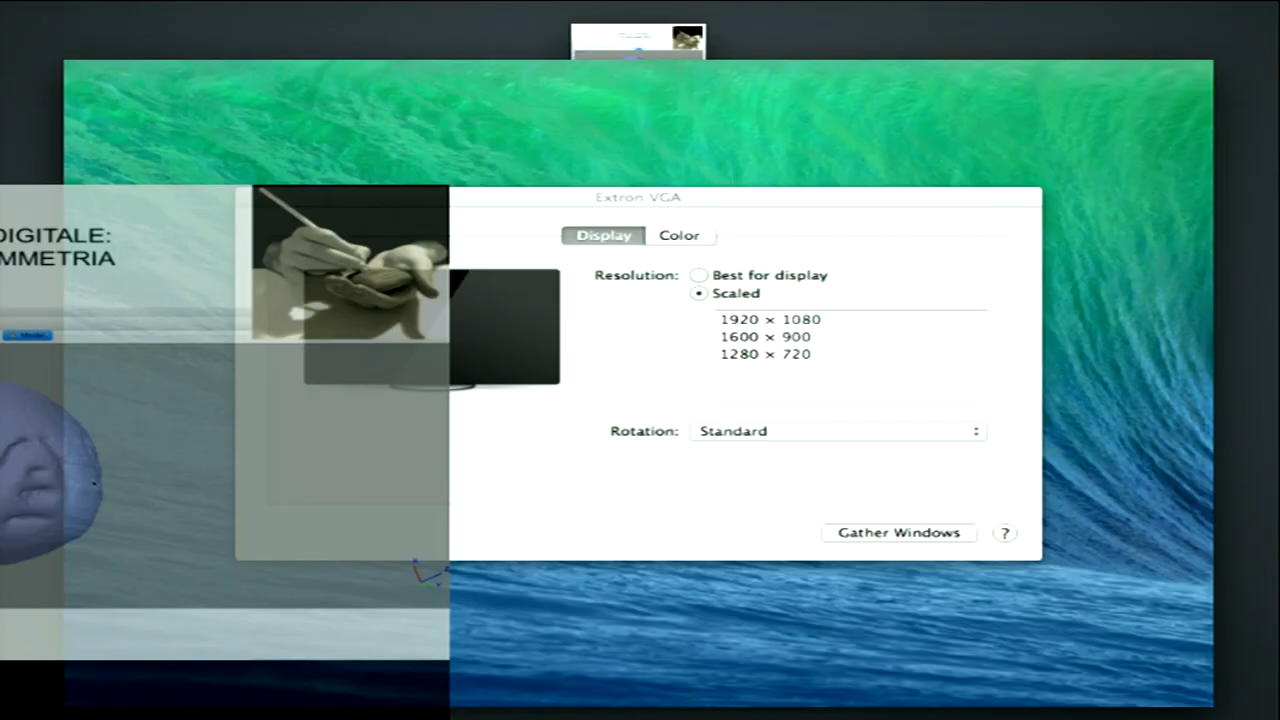 Extron VGA
DIGITALE:
MMETRIA
Display
Color
Resolution:
Best for display
Scaled
1920 × 1080
1600 × 900
1280 × 720
Rotation:
Standard
Gather Windows
?